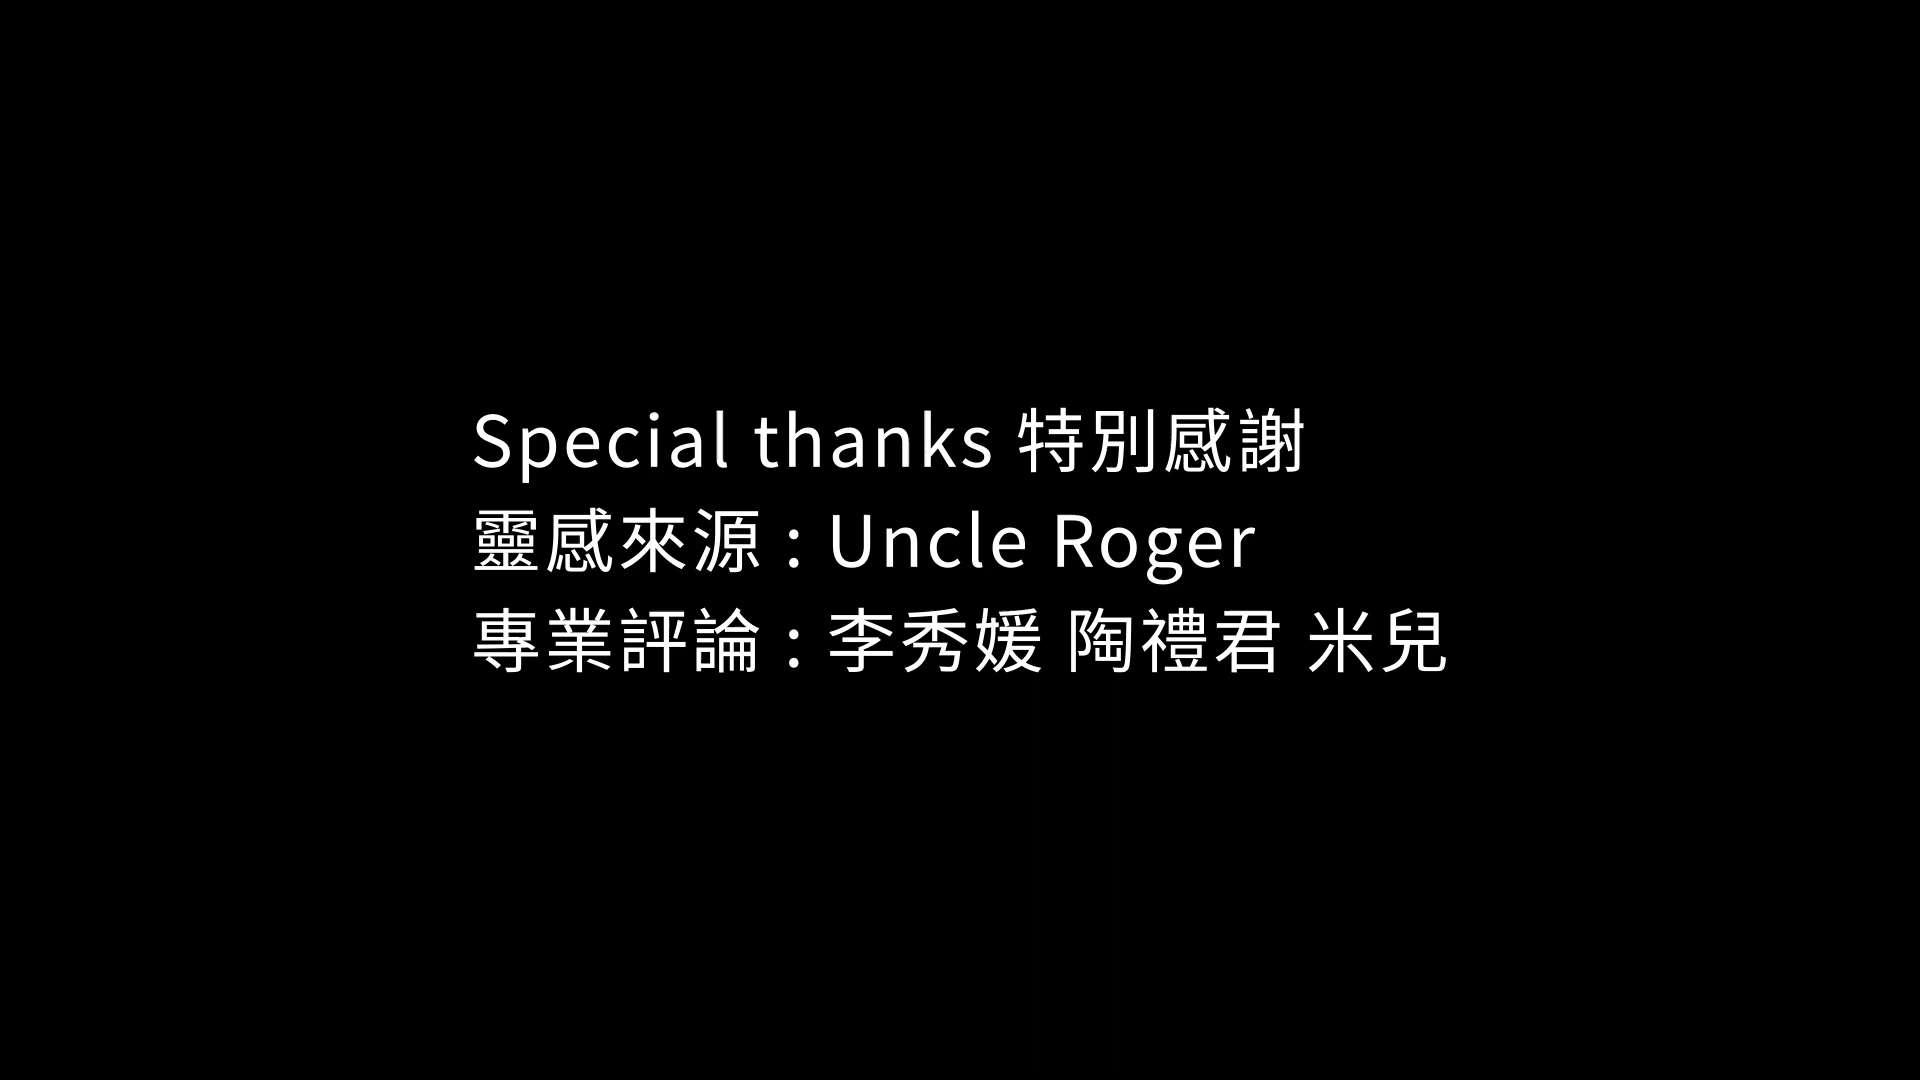 Special thanks 特別感謝
靈感來源 : Uncle Roger
專業評論 : 李秀媛 陶禮君 米兒